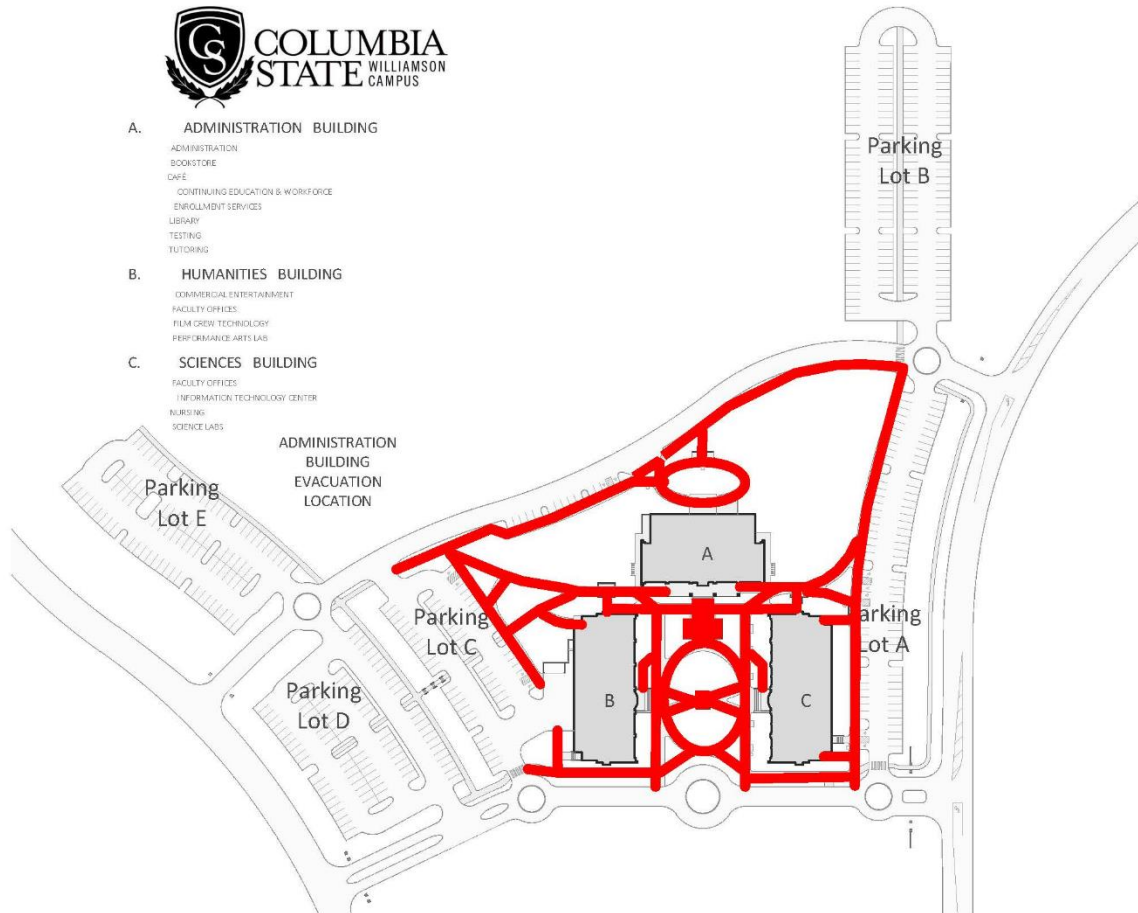 CS
COLUMBIA
STATE WILLIAMSON CAMPUS
A. ADMINISTRATION BUILDING
ADMINISTRATION
BOOKSTORE
CAFÉ
CONTINUING EDUCATION & WORKFORCE
ENROLLMENT SERVICES
LIBRARY
TESTING
TUTORING
B. HUMANITIES BUILDING
COMMERCIAL ENTERTAINMENT
FACULTY OFFICES
FILM CREW TECHNOLOGY
PERFORMANCE ARTS LAB
C. SCIENCES BUILDING
FACULTY OFFICES
INFORMATION TECHNOLOGY CENTER
NURSING
SCIENCE LABS
ADMINISTRATION
BUILDING
EVACUATION
LOCATION
Parking
Lot B
Parking
Lot E
A
Parking
Lot C
Parking
Lot A
Parking
Lot D
B
C